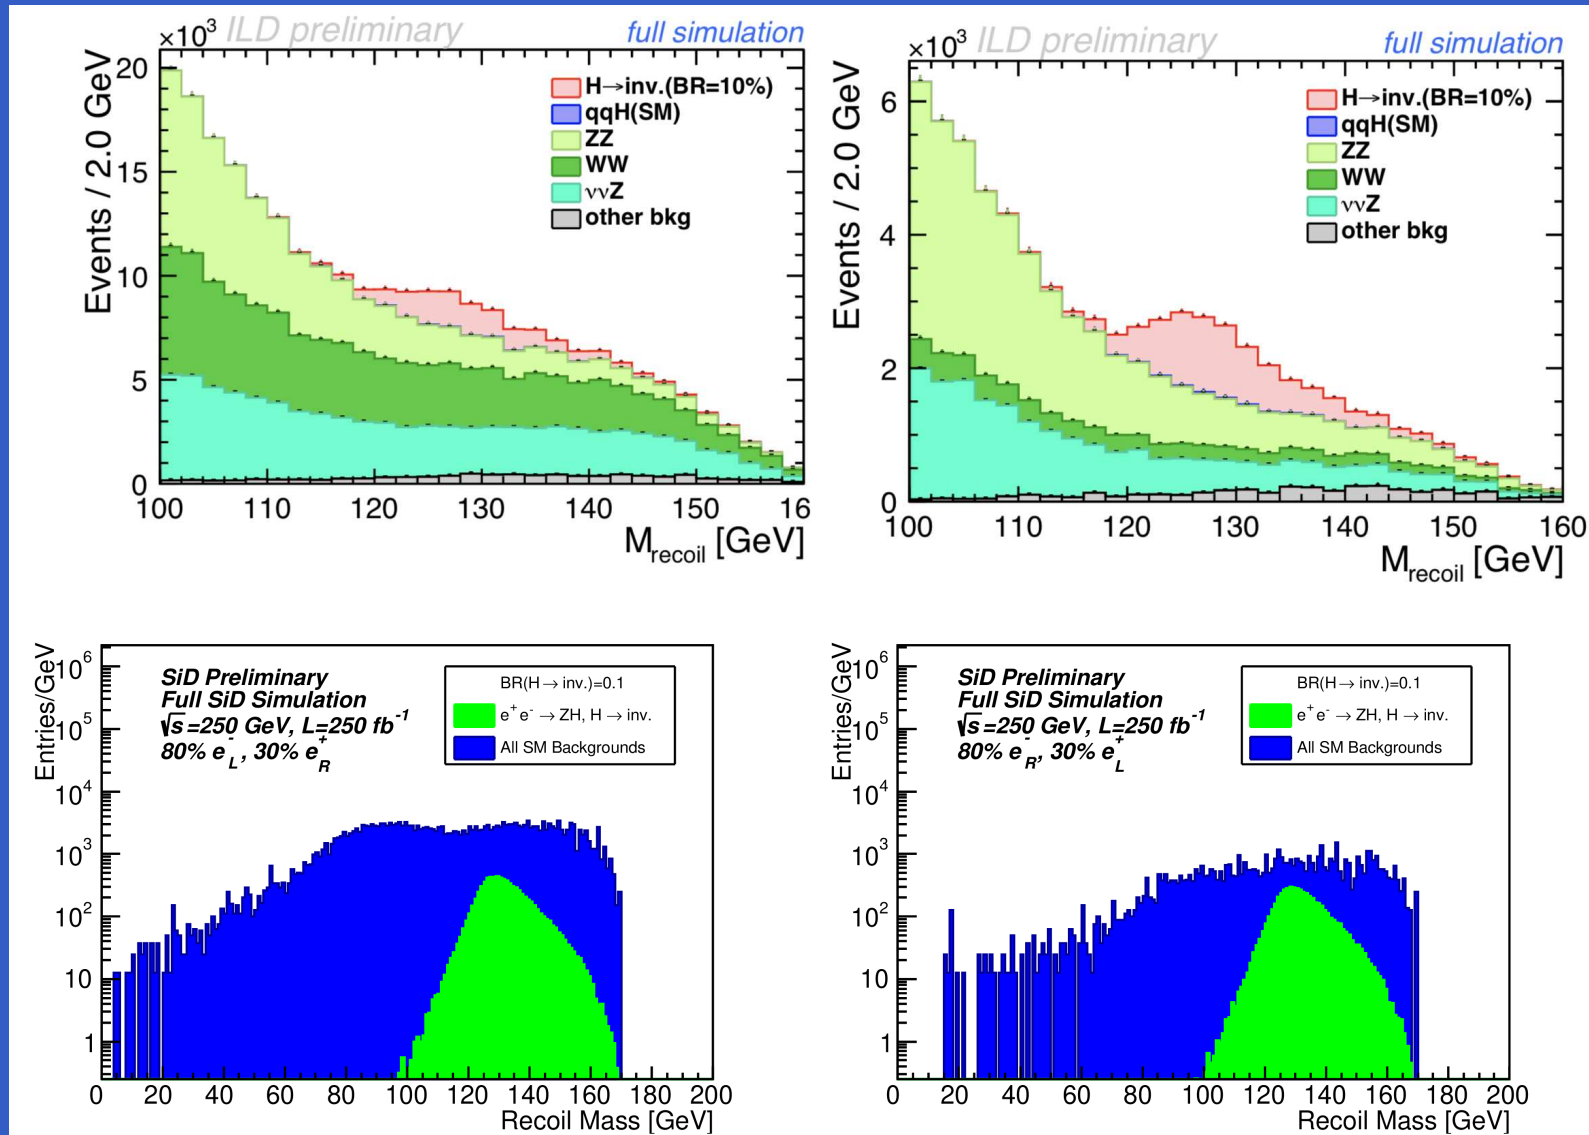 ILD preliminary
full simulation
×10³
Events / 2.0 GeV
H→inv.(BR=10%)
qqH(SM)
ZZ
WW
ννZ
other bkg
20
15
10
5
0
100 110 120 130 140 150 16
M_recoil [GeV]
ILD preliminary
full simulation
×10³
Events / 2.0 GeV
H→inv.(BR=10%)
qqH(SM)
ZZ
WW
ννZ
other bkg
6
4
2
0
100 110 120 130 140 150 160
M_recoil [GeV]
Entries/GeV
SiD Preliminary
Full SiD Simulation
√s=250 GeV, L=250 fb⁻¹
80% e⁻_L, 30% e⁺_R
BR(H→ inv.)=0.1
e⁺e⁻ → ZH, H→ inv.
All SM Backgrounds
10⁶
10⁵
10⁴
10³
10²
10
1
0 20 40 60 80 100 120 140 160 180 200
Recoil Mass [GeV]
Entries/GeV
SiD Preliminary
Full SiD Simulation
√s=250 GeV, L=250 fb⁻¹
80% e⁻_R, 30% e⁺_L
BR(H→ inv.)=0.1
e⁺e⁻ → ZH, H→ inv.
All SM Backgrounds
10⁶
10⁵
10⁴
10³
10²
10
1
0 20 40 60 80 100 120 140 160 180 200
Recoil Mass [GeV]